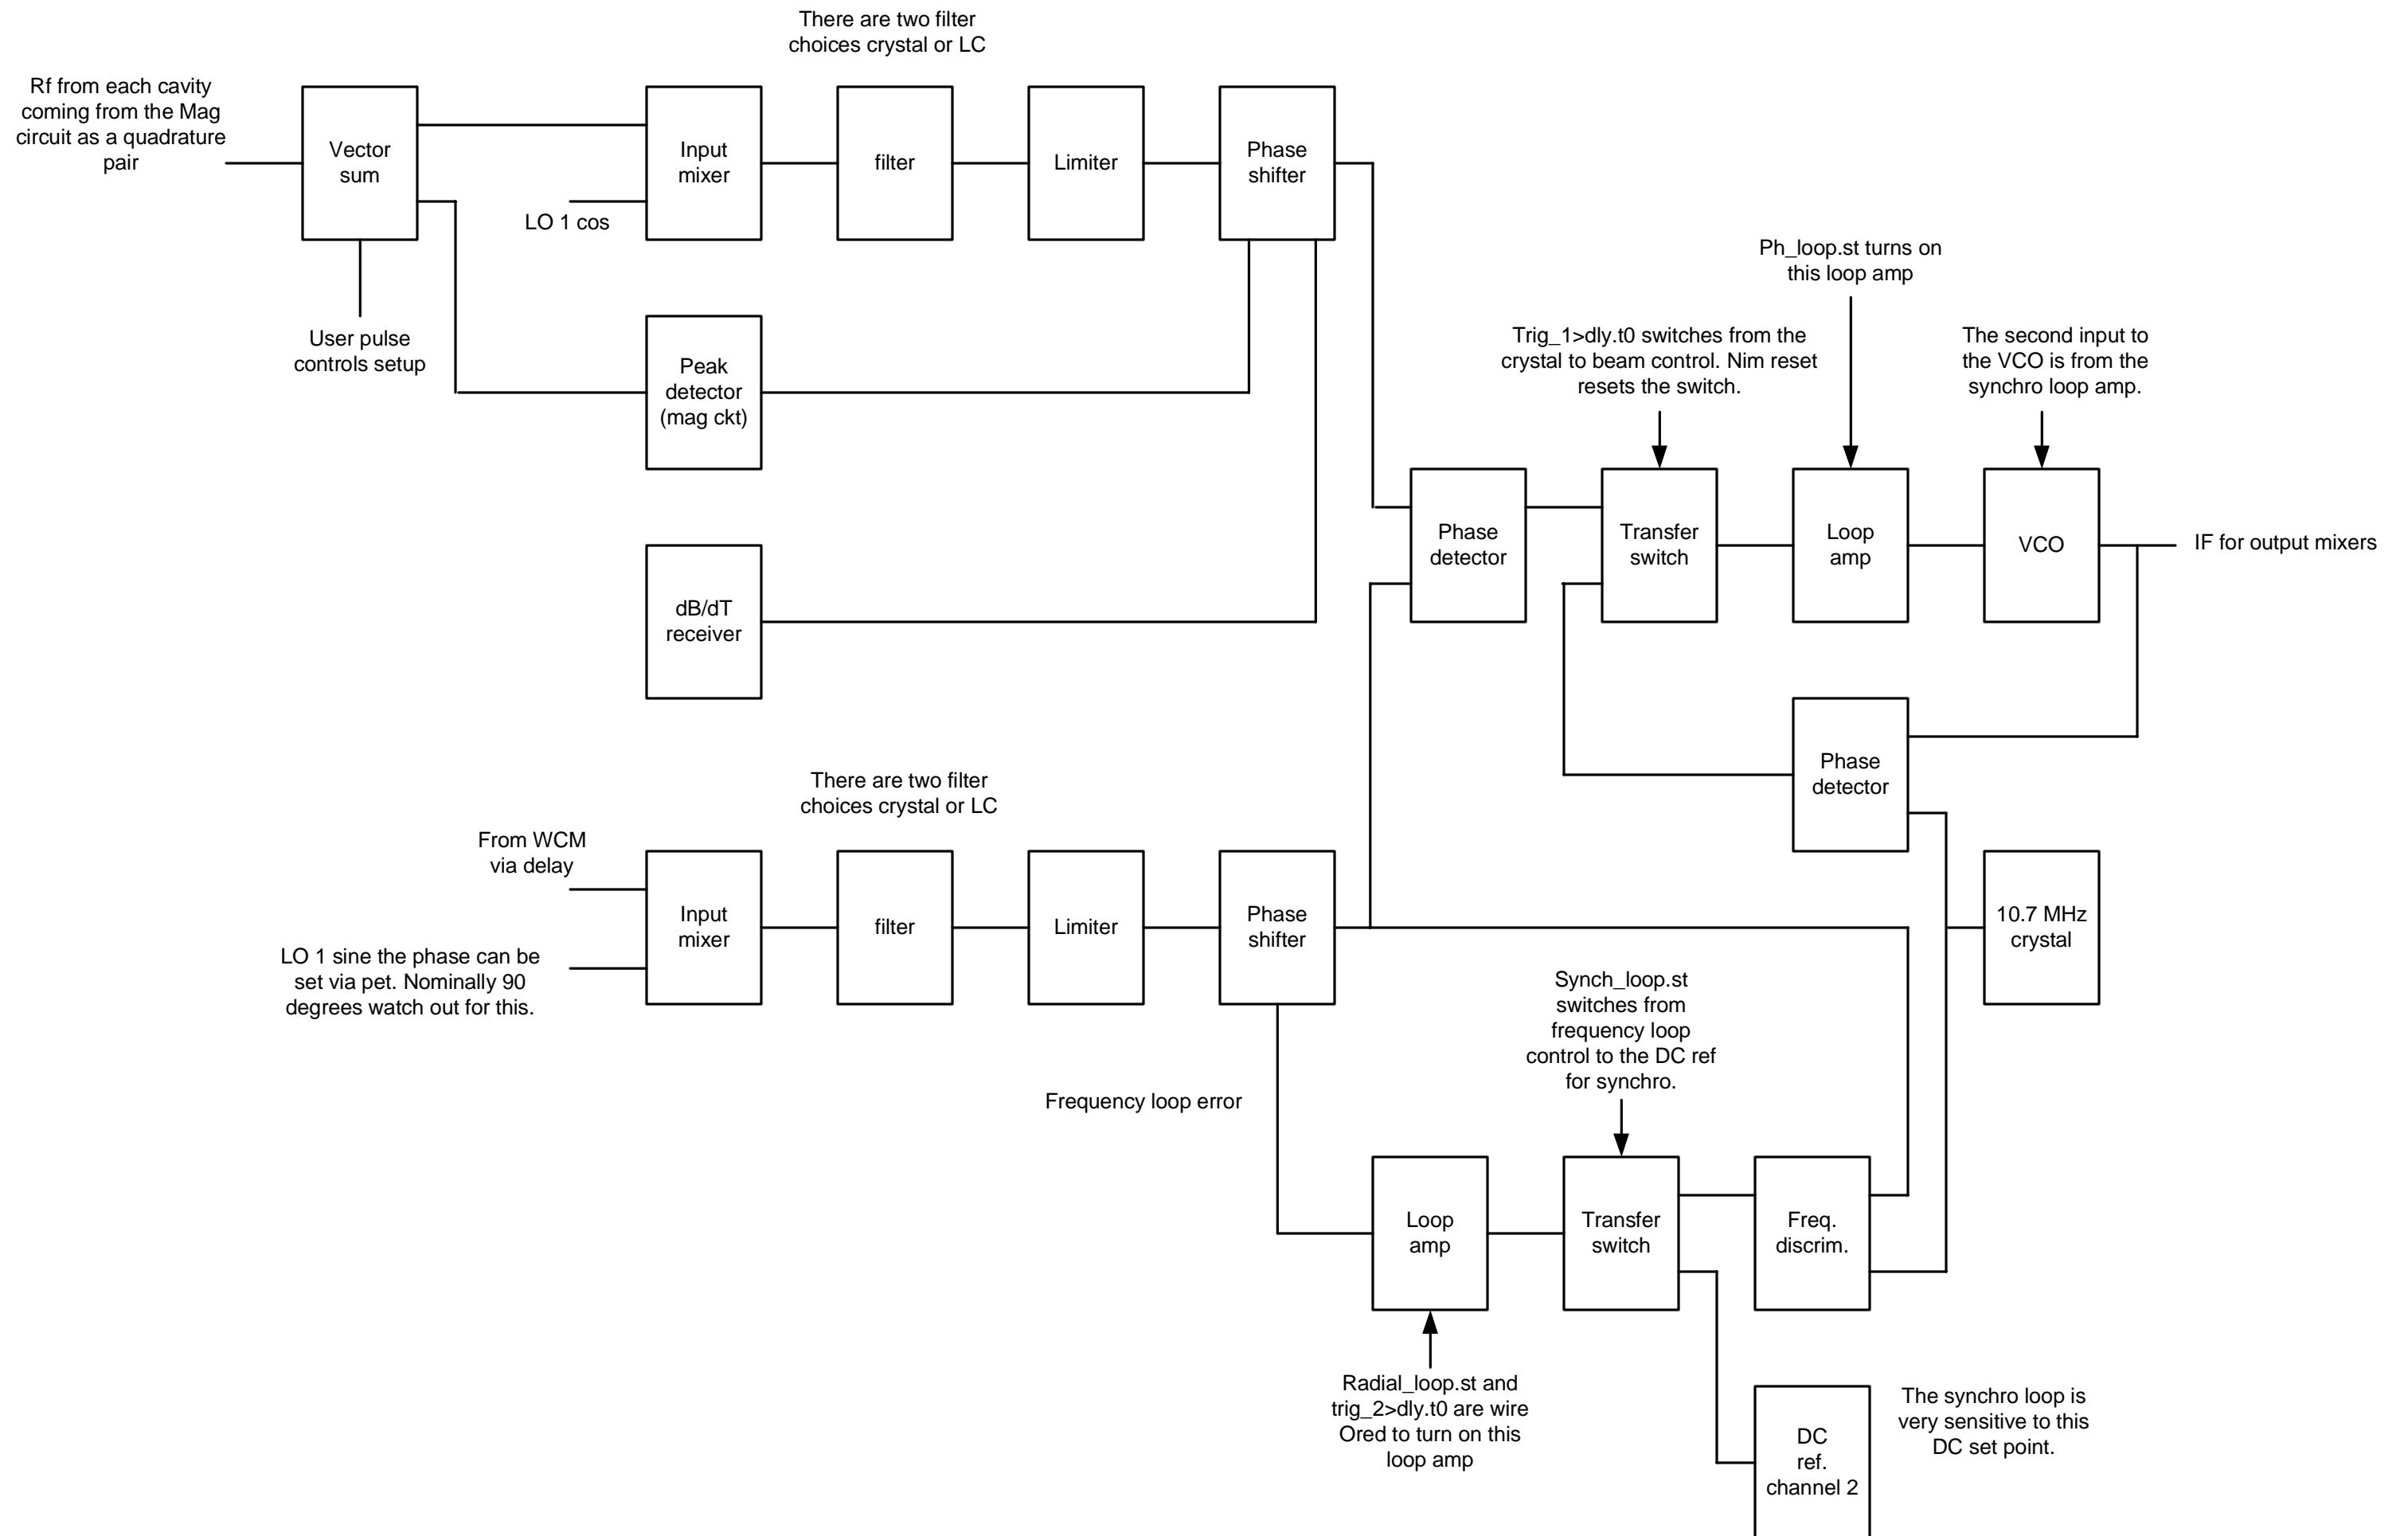 There are two filter
choices crystal or LC
Rf from each cavity
coming from the Mag
circuit as a quadrature
pair
Vector
sum
Input
mixer
filter
Limiter
Phase
shifter
LO 1 cos
User pulse
controls setup
Peak
detector
(mag ckt)
dB/dT
receiver
Ph_loop.st turns on
this loop amp
Trig_1>dly.t0 switches from the
crystal to beam control. Nim reset
resets the switch.
The second input to
the VCO is from the
synchro loop amp.
Phase
detector
Transfer
switch
Loop
amp
VCO
IF for output mixers
Phase
detector
There are two filter
choices crystal or LC
From WCM
via delay
LO 1 sine the phase can be
set via pet. Nominally 90
degrees watch out for this.
Input
mixer
filter
Limiter
Phase
shifter
10.7 MHz
crystal
Synch_loop.st
switches from
frequency loop
control to the DC ref
for synchro.
Frequency loop error
Loop
amp
Transfer
switch
Freq.
discrim.
Radial_loop.st and
trig_2>dly.t0 are wire
Ored to turn on this
loop amp
DC
ref.
channel 2
The synchro loop is
very sensitive to this
DC set point.